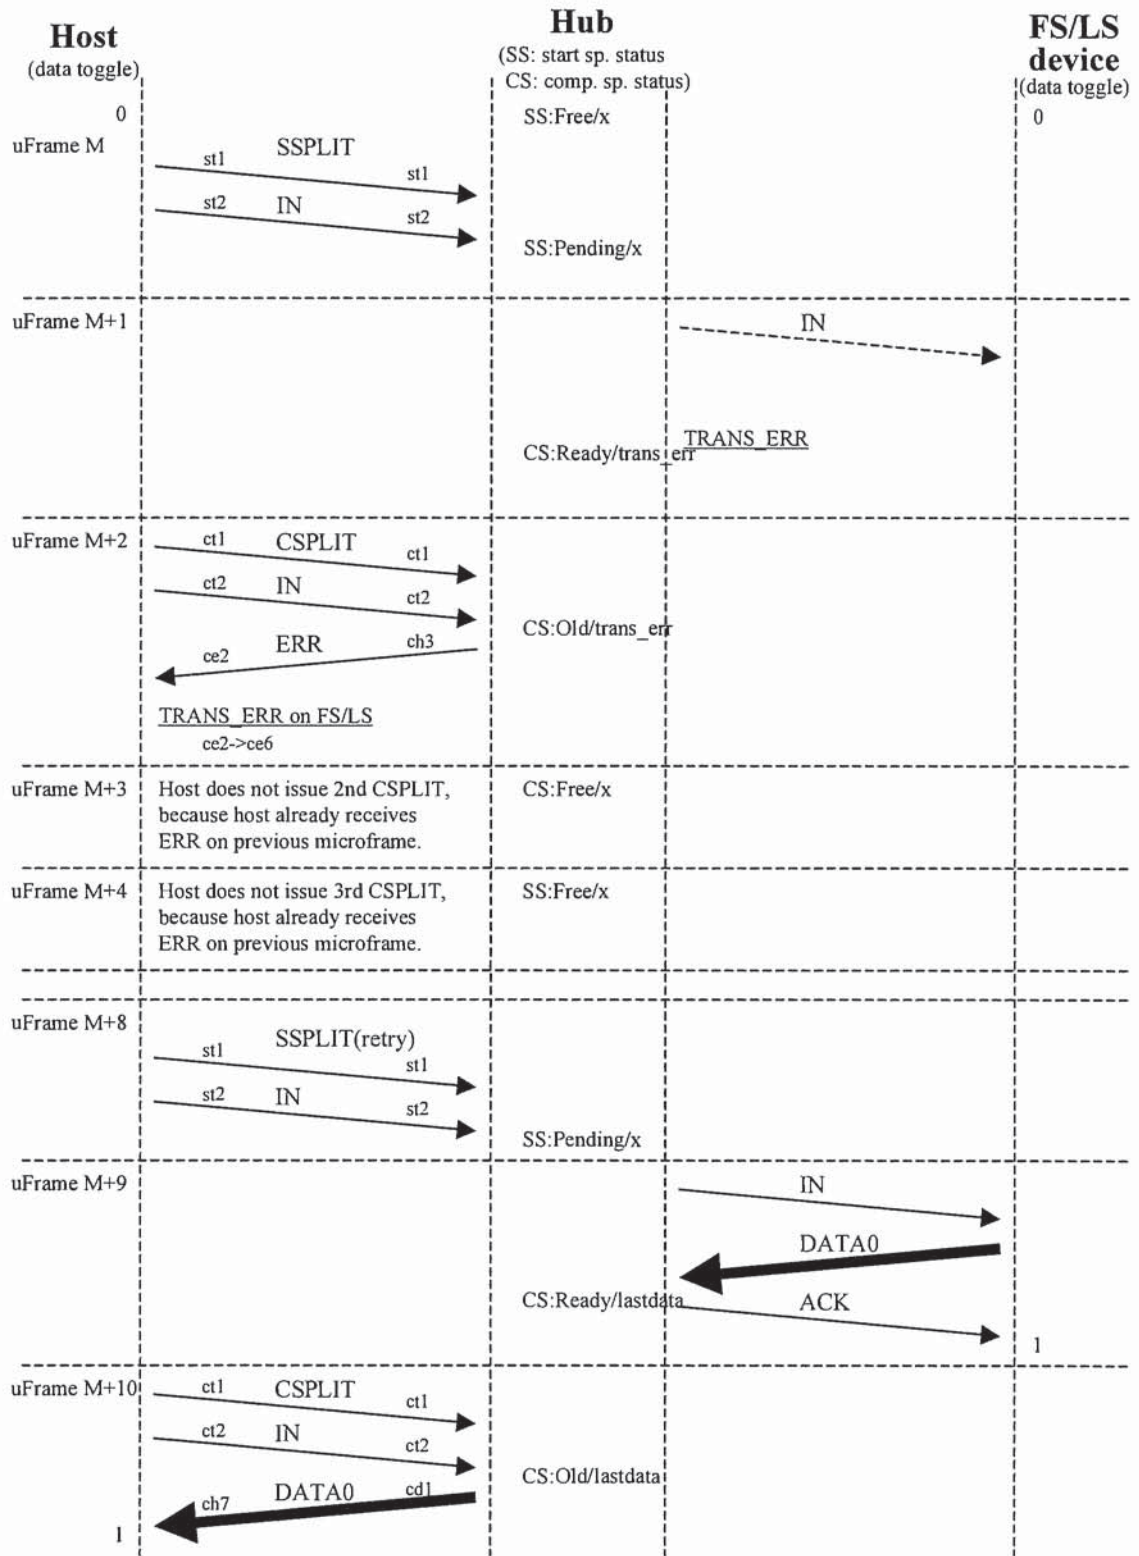 Host
(data toggle)
Hub
(SS: start sp. status
CS: comp. sp. status)
FS/LS
device
(data toggle)
0
SS:Free/x
0
uFrame M
st1 SSPLIT st1
st2 IN st2
SS:Pending/x
uFrame M+1
IN
CS:Ready/trans_err
TRANS_ERR
uFrame M+2
ct1 CSPLIT ct1
ct2 IN ct2
CS:Old/trans_err
ce2 ERR ch3
TRANS_ERR on FS/LS
ce2->ce6
uFrame M+3
Host does not issue 2nd CSPLIT,
because host already receives
ERR on previous microframe.
CS:Free/x
uFrame M+4
Host does not issue 3rd CSPLIT,
because host already receives
ERR on previous microframe.
SS:Free/x
uFrame M+8
st1 SSPLIT(retry) st1
st2 IN st2
SS:Pending/x
uFrame M+9
IN
DATA0
CS:Ready/lastdata
ACK
1
uFrame M+10
ct1 CSPLIT ct1
ct2 IN ct2
CS:Old/lastdata
ch7 DATA0 cd1
1